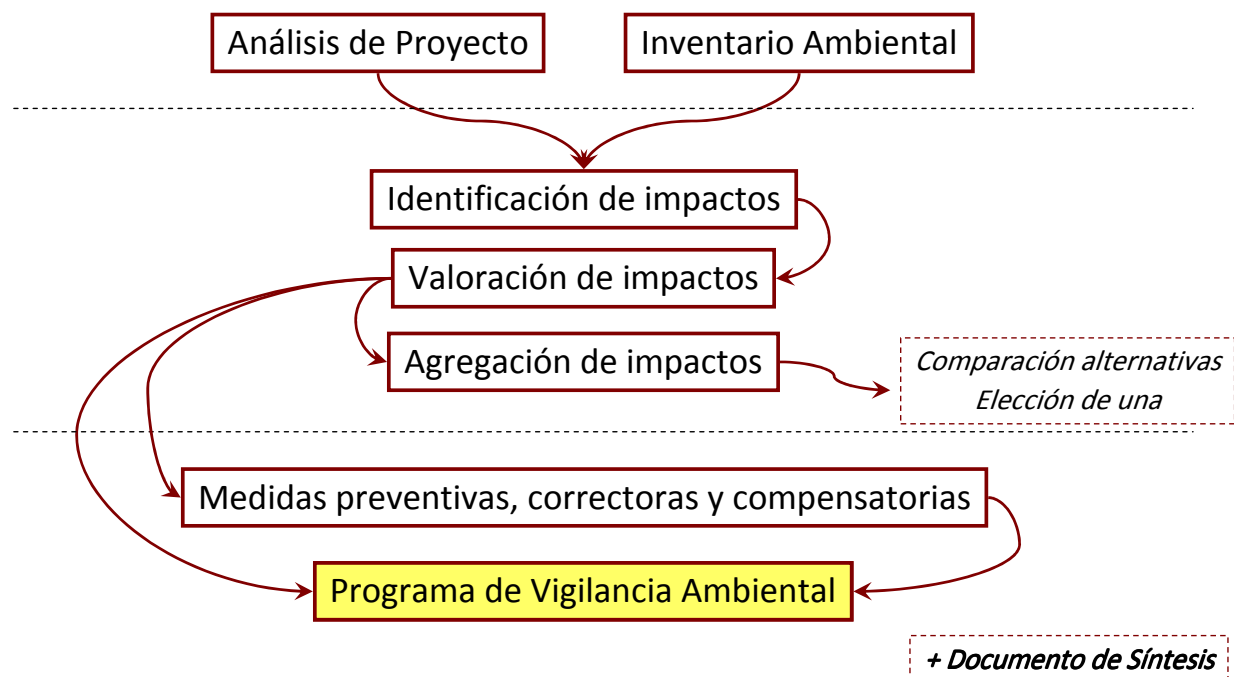 Análisis de Proyecto
Inventario Ambiental
Identificación de impactos
Valoración de impactos
Agregación de impactos
Comparación alternativas
Elección de una
Medidas preventivas, correctoras y compensatorias
Programa de Vigilancia Ambiental
+ Documento de Síntesis